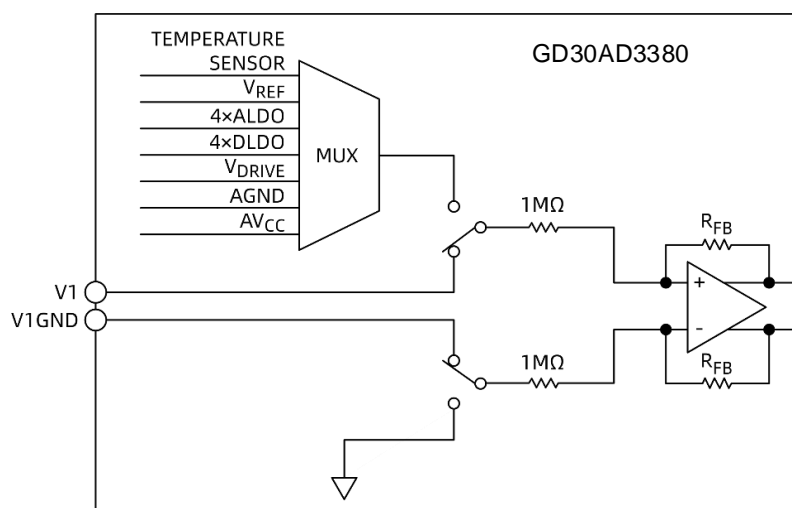 TEMPERATURE
SENSOR
GD30AD3380
VREF
4×ALDO
4×DLDO
VDRIVE
AGND
AVCC
MUX
1MΩ
RFB
V1
V1GND
+
-
1MΩ
RFB